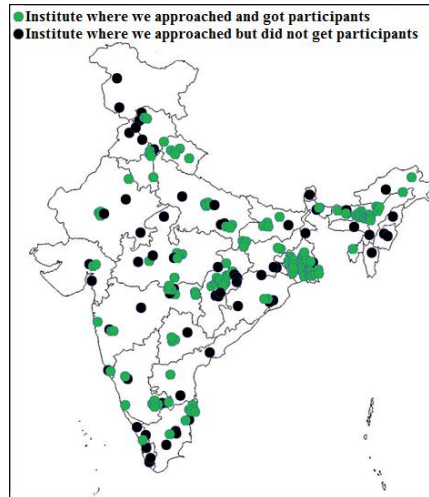 Institute where we approached and got participants
Institute where we approached but did not get participants